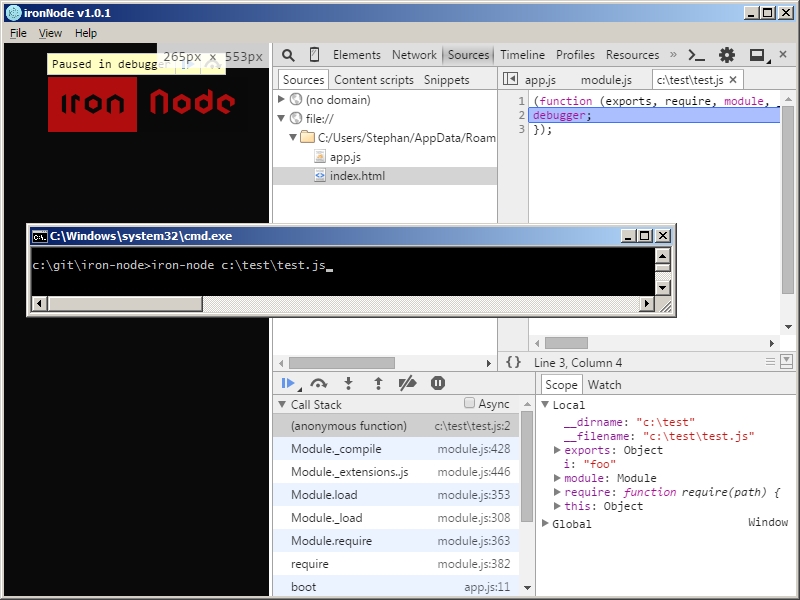 ironNode v1.0.1
File View Help
Paused in debugger
265px × 553px
Iron Node
Elements Network Sources Timeline Profiles Resources »
Sources Content scripts Snippets
app.js module.js c:\test\test.js ×
(no domain)
file://
C:/Users/Stephan/AppData/Roam
app.js
index.html
1 (function (exports, require, module, _
2 debugger;
3 });
C:\Windows\system32\cmd.exe
c:\git\iron-node>iron-node c:\test\test.js_
{} Line 3, Column 4
Call Stack Async
(anonymous function) c:\test\test.js:2
Module._compile module.js:428
Module._extensions..js module.js:446
Module.load module.js:353
Module._load module.js:308
Module.require module.js:363
require module.js:382
boot app.js:11
Scope Watch
Local
__dirname: "c:\test"
__filename: "c:\test\test.js"
exports: Object
i: "foo"
module: Module
require: function require(path) {
this: Object
Global Window